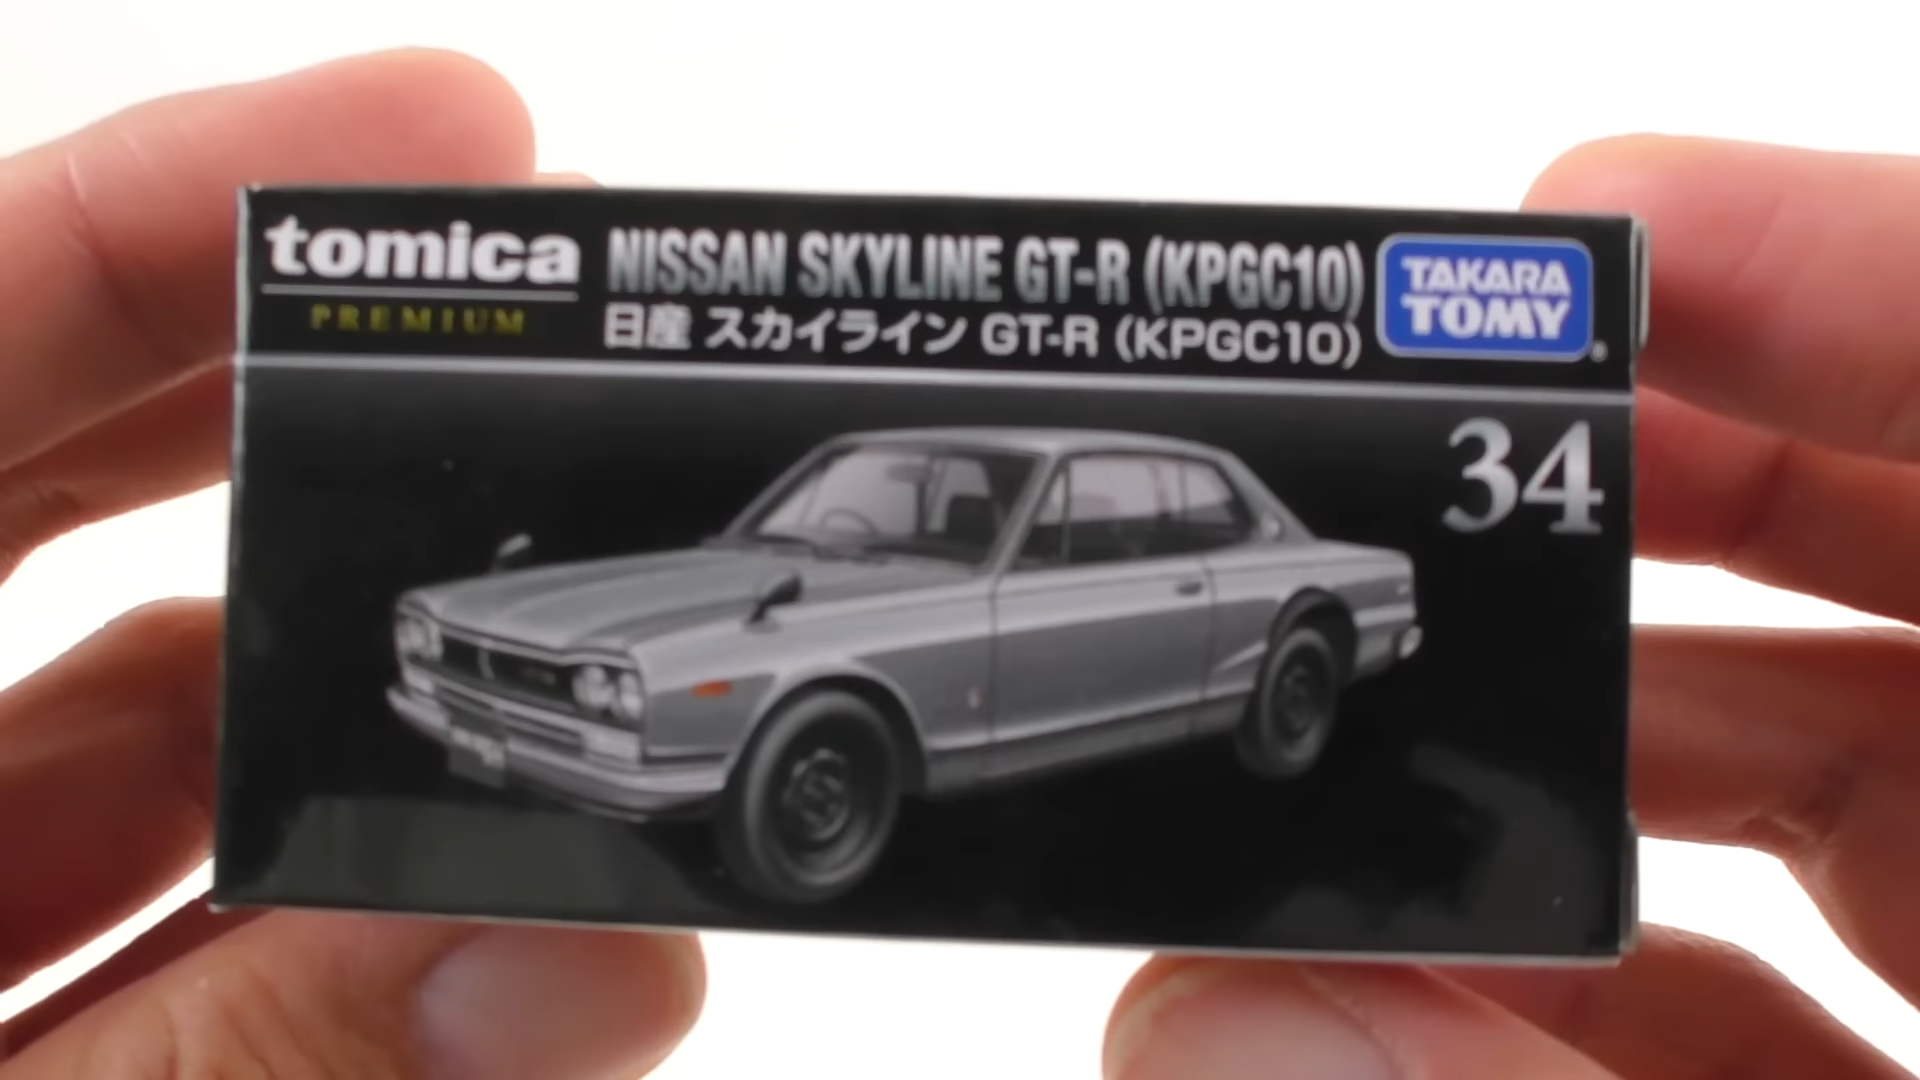 tomica
PREMIUM
NISSAN SKYLINE GT-R (KPGC10)
日産 スカイライン GT-R (KPGC10)
TAKARA
TOMY
®
34